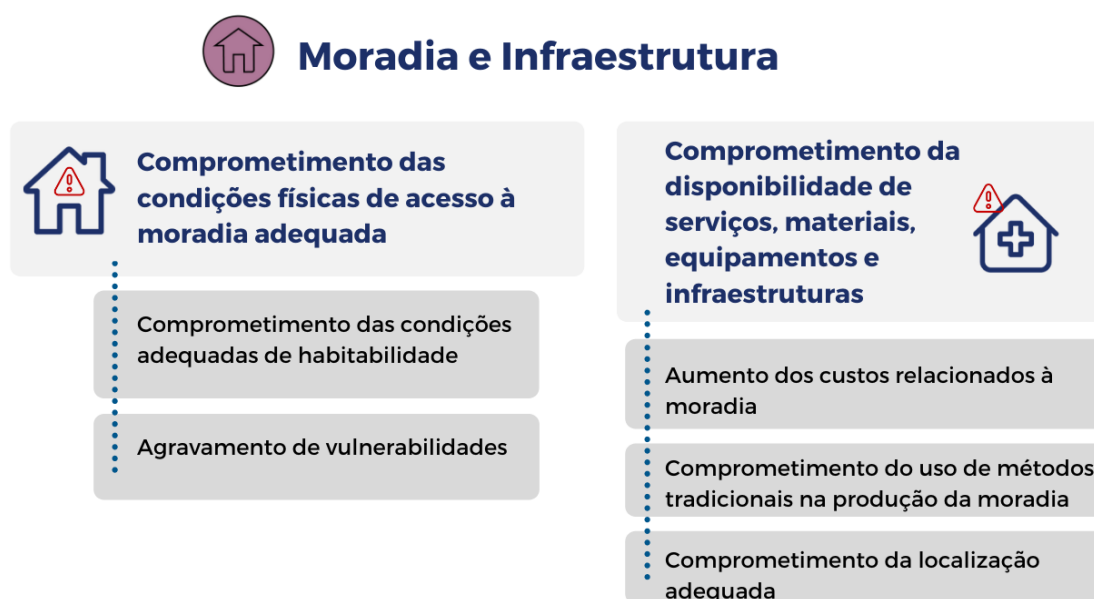 Moradia e Infraestrutura
Comprometimento das
condições físicas de acesso à
moradia adequada
Comprometimento das condições
adequadas de habitabilidade
Agravamento de vulnerabilidades
Comprometimento da
disponibilidade de
serviços, materiais,
equipamentos e
infraestruturas
Aumento dos custos relacionados à
moradia
Comprometimento do uso de métodos
tradicionais na produção da moradia
Comprometimento da localização
adequada